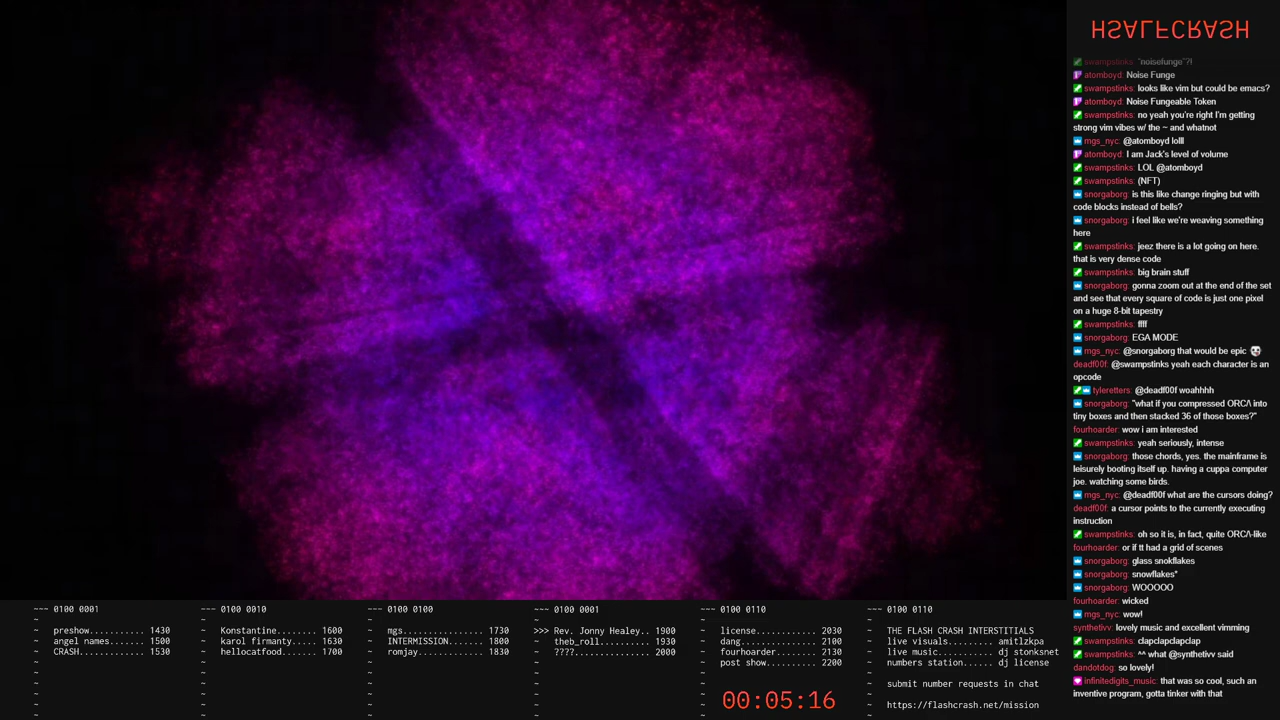 HSALFCRASH
swampstinks: "noisefunge"?!
atomboyd: Noise Funge
swampstinks: looks like vim but could be emacs?
atomboyd: Noise Fungeable Token
swampstinks: no yeah you're right I'm getting
strong vim vibes w/ the ~ and whatnot
mgs_nyc: @atomboyd lolll
atomboyd: I am Jack's level of volume
swampstinks: LOL @atomboyd
swampstinks: (NFT)
snorgaborg: is this like change ringing but with
code blocks instead of bells?
snorgaborg: i feel like we're weaving something
here
swampstinks: jeez there is a lot going on here.
that is very dense code
swampstinks: big brain stuff
snorgaborg: gonna zoom out at the end of the set
and see that every square of code is just one pixel
on a huge 8-bit tapestry
swampstinks: ffff
snorgaborg: EGA MODE
mgs_nyc: @snorgaborg that would be epic
deadf00f: @swampstinks yeah each character is an
opcode
tyleretters: @deadf00f woahhhh
snorgaborg: "what if you compressed ORC/\ into
tiny boxes and then stacked 36 of those boxes?"
fourhoarder: wow i am interested
swampstinks: yeah seriously, intense
snorgaborg: those chords, yes. the mainframe is
leisurely booting itself up. having a cuppa computer
joe. watching some birds.
mgs_nyc: @deadf00f what are the cursors doing?
deadf00f: a cursor points to the currently executing
instruction
swampstinks: oh so it is, in fact, quite ORC/\-like
fourhoarder: or if tt had a grid of scenes
snorgaborg: glass snokflakes
snorgaborg: snowflakes*
snorgaborg: WOOOOO
fourhoarder: wicked
mgs_nyc: wow!
synthetivv: lovely music and excellent vimming
swampstinks: clapclapclapclap
swampstinks: ^^ what @synthetivv said
dandotdog: so lovely!
infinitedigits_music: that was so cool, such an
inventive program, gotta tinker with that
~~~ 0100 0001
~
~ preshow.......... 1430
~ angel names...... 1500
~ CRASH............ 1530
~
~
~
~
~
~
~~~ 0100 0010
~
~ Konstantine...... 1600
~ karol firmanty... 1630
~ hellocatfood..... 1700
~
~
~
~
~
~
~~~ 0100 0100
~
~ mgs.............. 1730
~ INTERMISSION..... 1800
~ romjay........... 1830
~
~
~
~
~
~
~~~ 0100 0001
~
>>> Rev. Jonny Healey.. 1900
~ theb_roll........ 1930
~ ????............. 2000
~
~
~
~
~
~
~~~ 0100 0110
~
~ license.......... 2030
~ dang............. 2100
~ fourhoarder...... 2130
~ post show........ 2200
~
~
~
~
~
00:05:16
~~~ 0100 0110
~
~ THE FLASH CRASH INTERSTITIALS
~ live visuals..... amitlzkpa
~ live music....... dj stonksnet
~ numbers station.. dj license
~
~ submit number requests in chat
~
~ https://flashcrash.net/mission
~